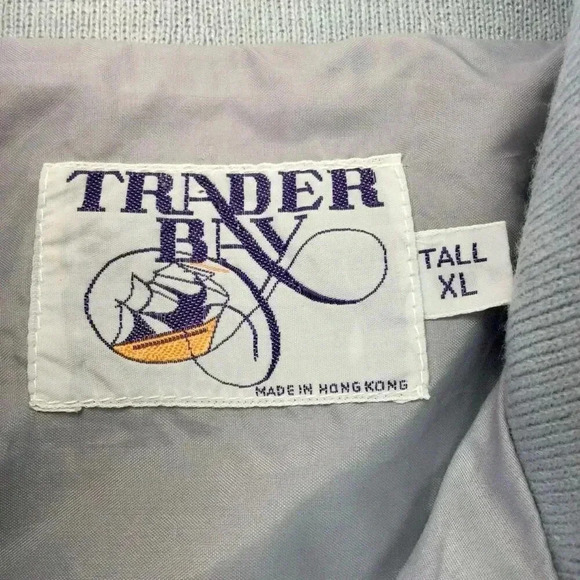 TRADER
BAY
MADE IN HONG KONG
TALL
XL